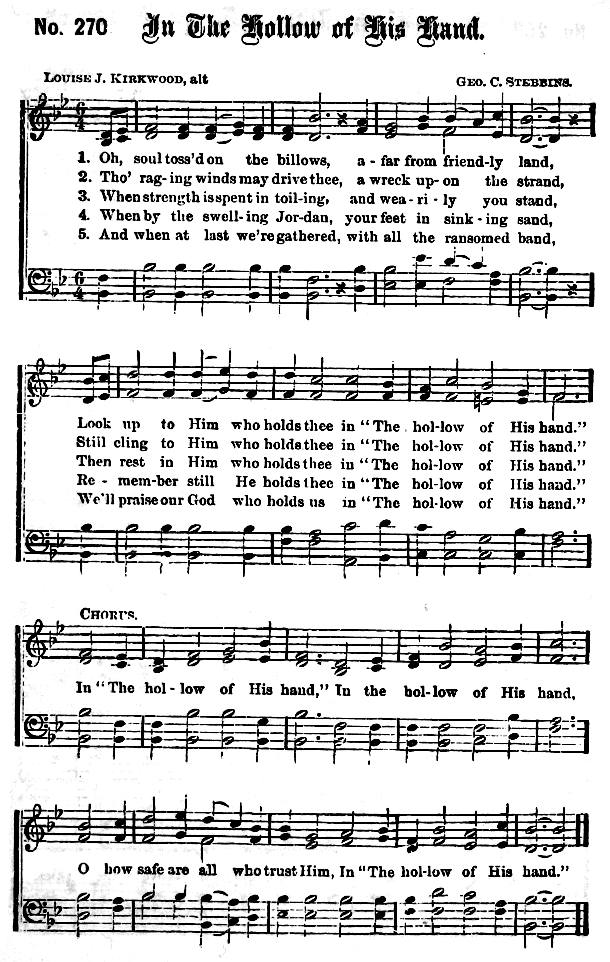 No. 270 In The Hollow of His Hand.
LOUISE J. KIRKWOOD, alt GEO. C. STEBBINS.
1. Oh, soul toss'd on the billows, a - far from friend-ly land,
2. Tho' rag-ing winds may drive thee, a wreck up-on the strand,
3. When strength is spent in toil-ing, and wea-ri-ly you stand,
4. When by the swell-ing Jor-dan, your feet in sink-ing sand,
5. And when at last we're gathered, with all the ransomed band,
Look up to Him who holds thee in "The hol-low of His hand."
Still cling to Him who holds thee in "The hol-low of His hand."
Then rest in Him who holds thee in "The hol-low of His hand."
Re - mem-ber still He holds thee in "The hol-low of His hand."
We'll praise our God who holds us in "The hol-low of His hand."
CHORUS.
In "The hol-low of His hand," In the hol-low of His hand,
O how safe are all who trust Him, In "The hol-low of His hand."